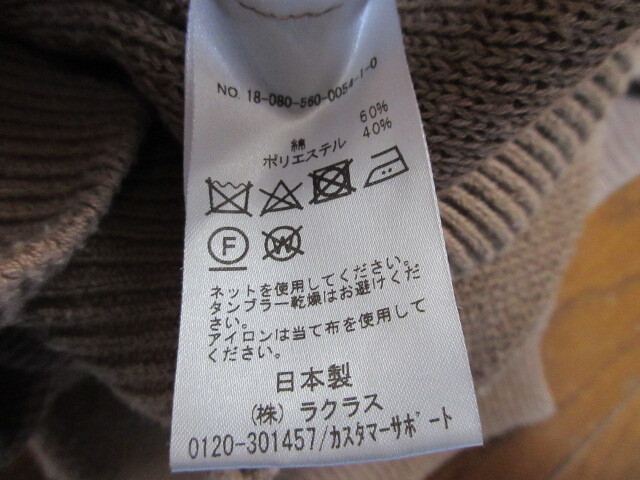 NO. 18-080-560-0054-1-0
綿 60%
ポリエステル 40%
F W
ネットを使用してください。
タンブラー乾燥はお避けくだ
さい。
アイロンは当て布を使用して
ください。
日本製
(株) ラクラス
0120-301457/カスタマーサポート